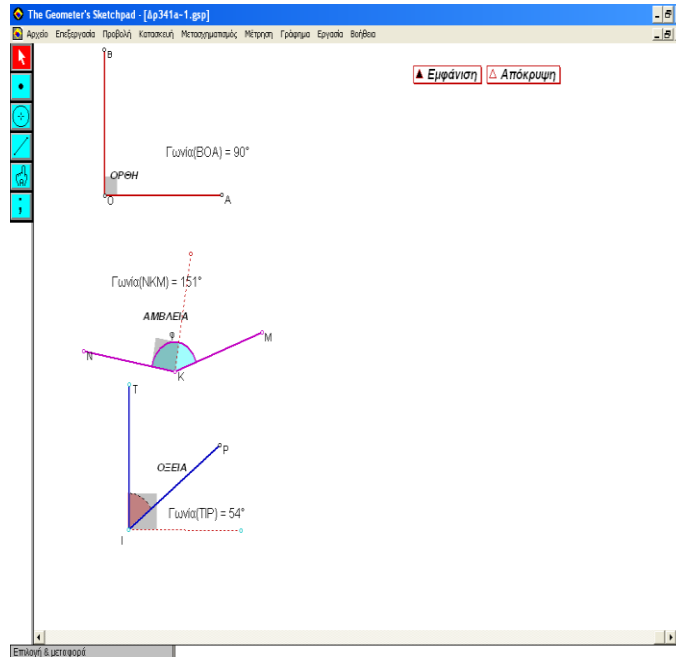 The Geometer's Sketchpad - [δρ341a-1.gsp]
Αρχείο Επεξεργασία Προβολή Κατασκευή Μετασχηματισμός Μέτρηση Γράφημα Εργασία Βοήθεια
▲ Εμφάνιση △ Απόκρυψη
B
Γωνία(ΒΟΑ) = 90°
ΟΡΘΗ
O A
Γωνία(ΝΚΜ) = 151°
ΑΜΒΛΕΙΑ
φ
M
N
K
T
P
ΟΞΕΙΑ
Γωνία(ΤΙΡ) = 54°
I
Επιλογή & μεταφορά